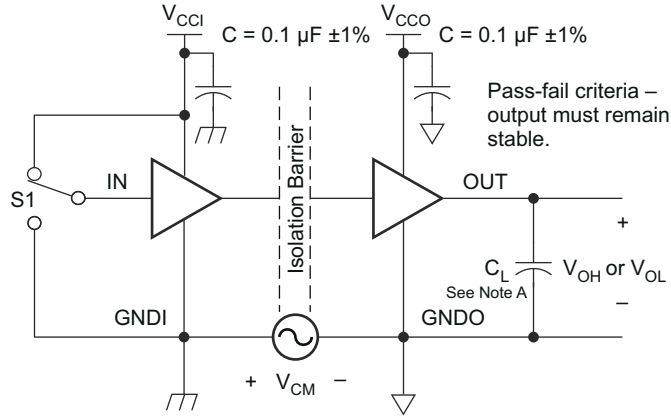 VCCI
C = 0.1 µF ±1%
VCCO
C = 0.1 µF ±1%
Pass-fail criteria –
output must remain
stable.
S1
IN
Isolation Barrier
OUT
+
CL
See Note A
VOH or VOL
–
GNDI
GNDO
+ VCM –